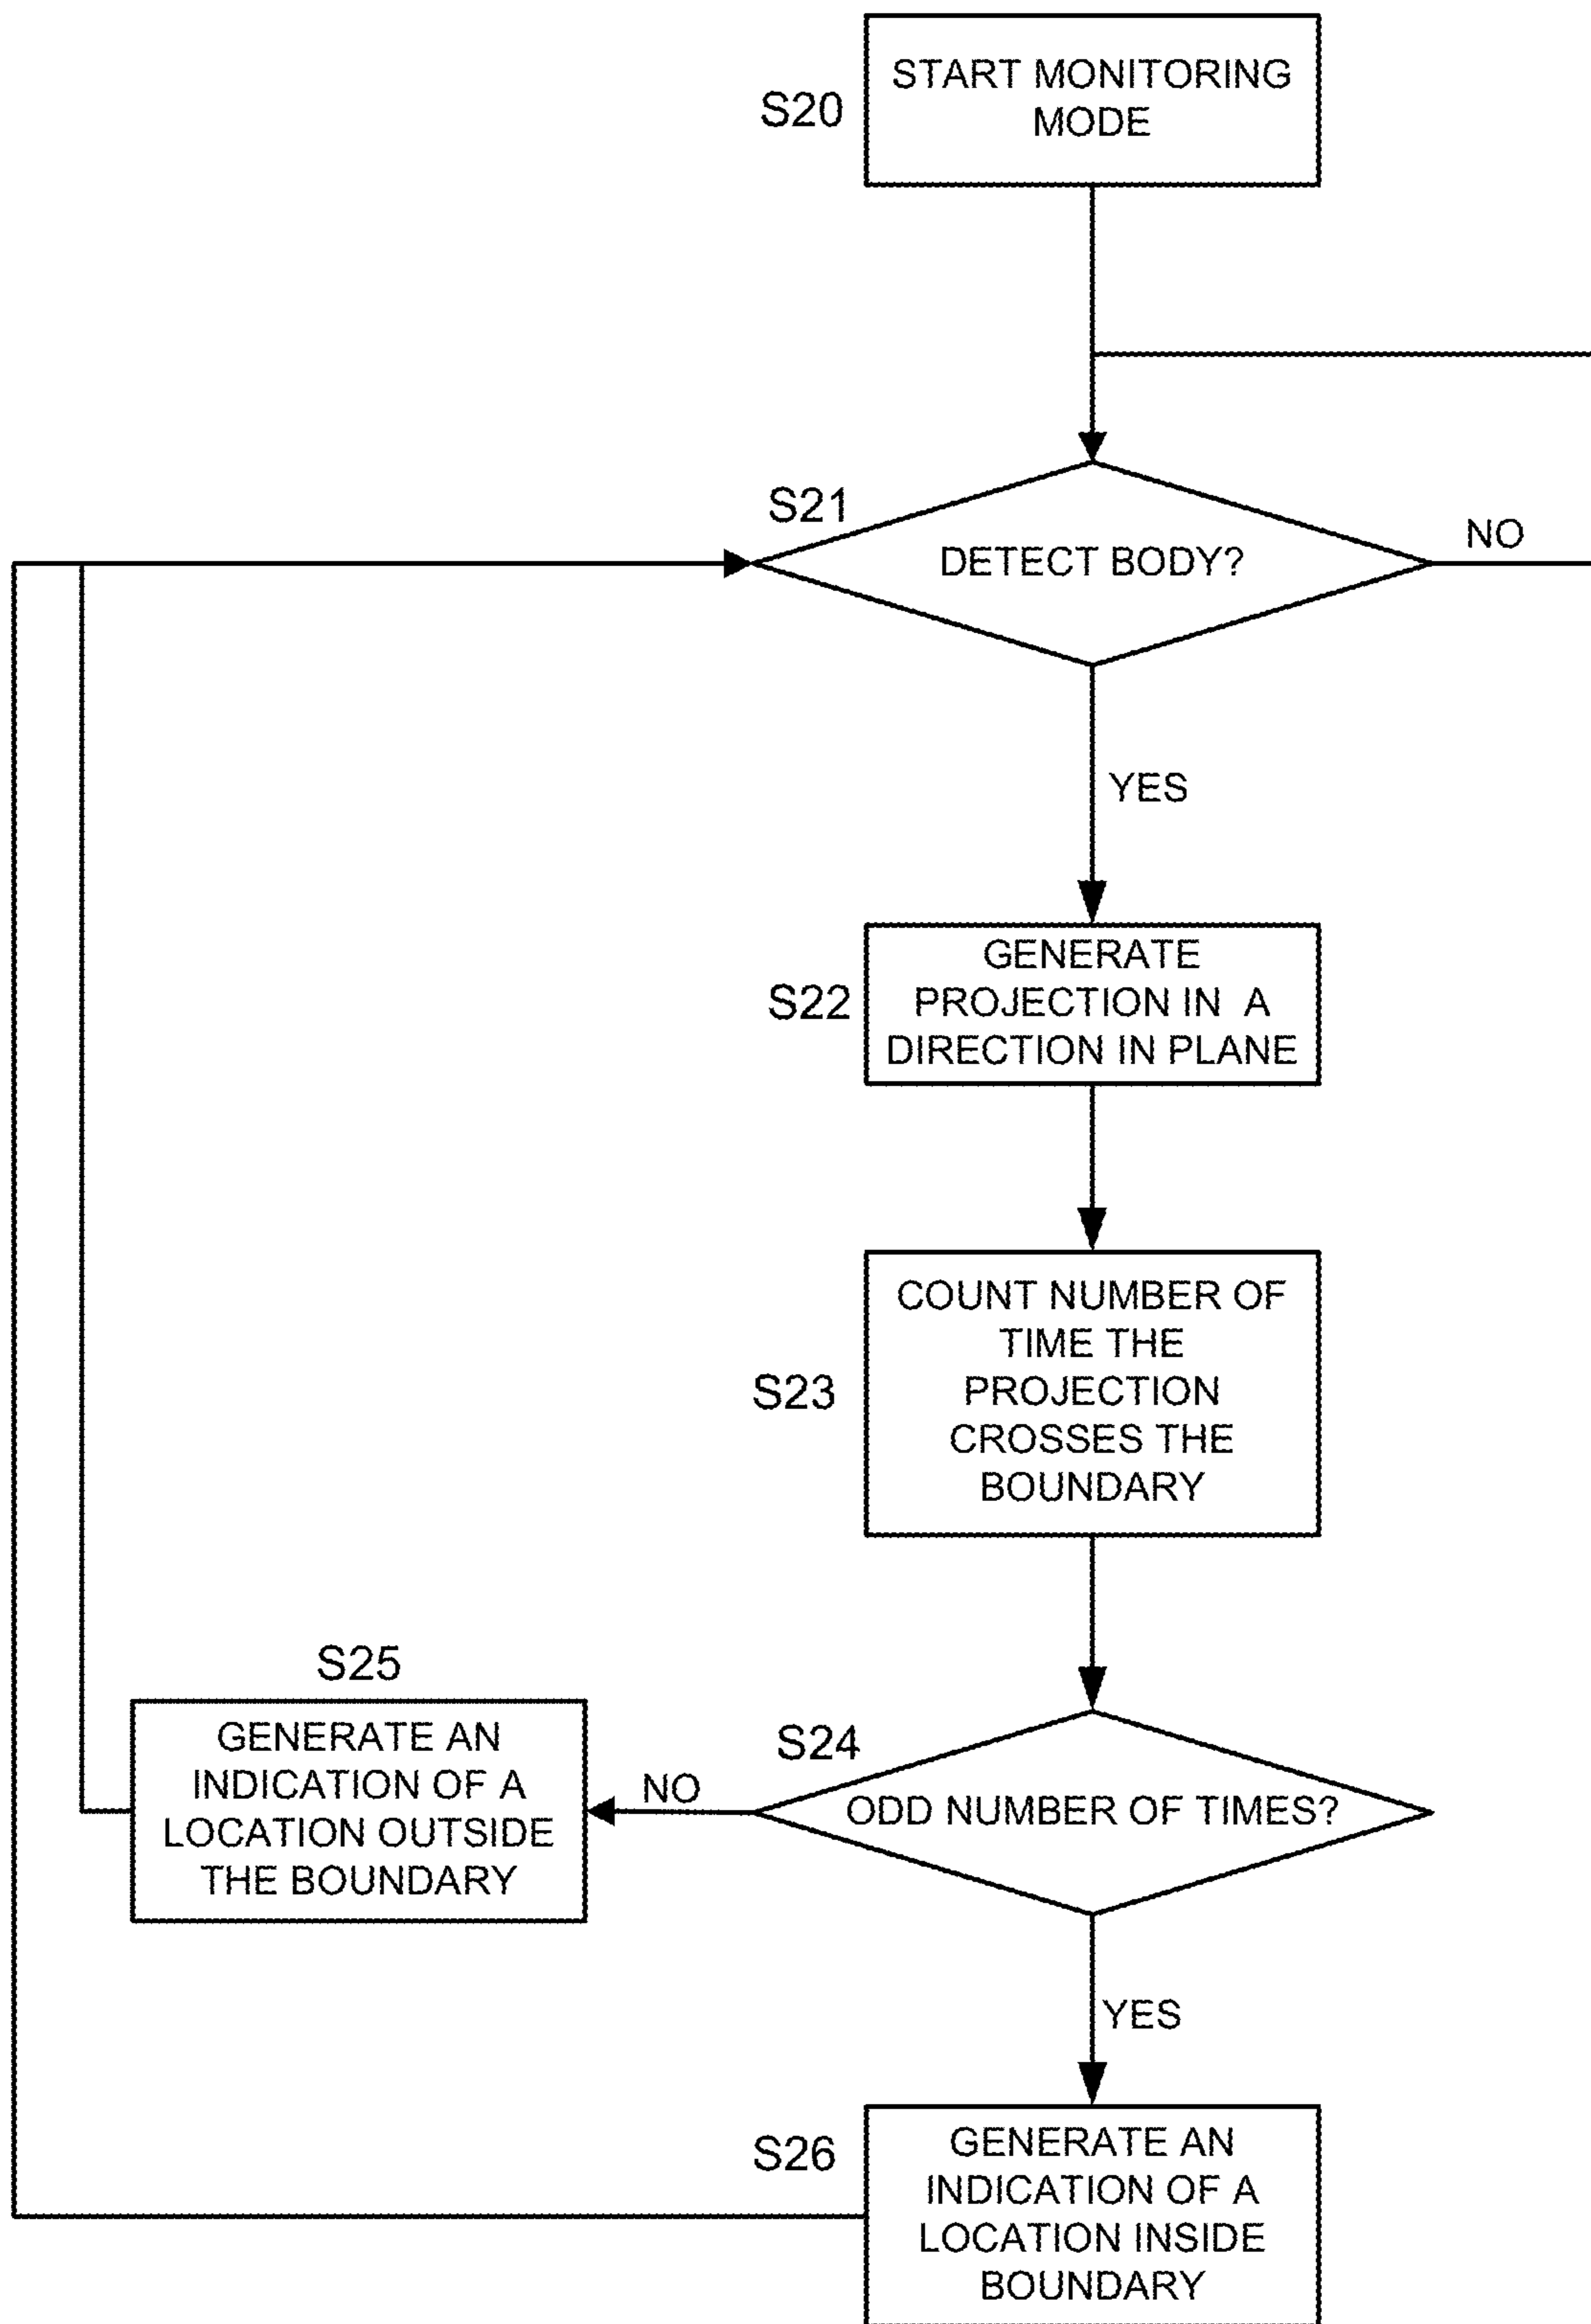 START MONITORING
MODE
S20
S21
DETECT BODY?
NO
YES
GENERATE
PROJECTION IN A
DIRECTION IN PLANE
S22
COUNT NUMBER OF
TIME THE
PROJECTION
CROSSES THE
BOUNDARY
S23
S25
GENERATE AN
INDICATION OF A
LOCATION OUTSIDE
THE BOUNDARY
NO
S24
ODD NUMBER OF TIMES?
YES
S26
GENERATE AN
INDICATION OF A
LOCATION INSIDE
BOUNDARY